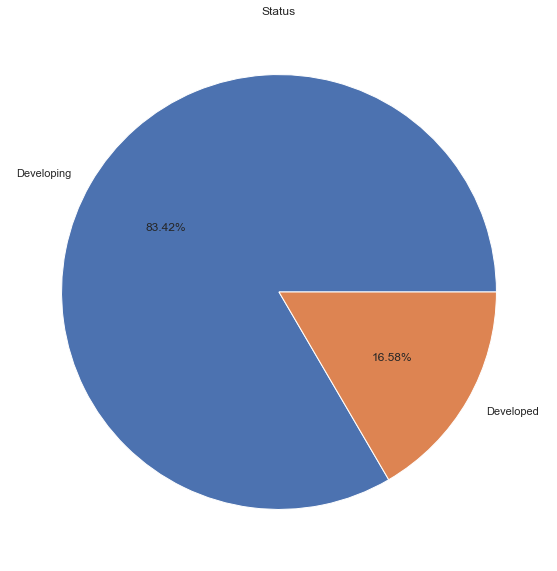 Status
Developing
83.42%
16.58%
Developed